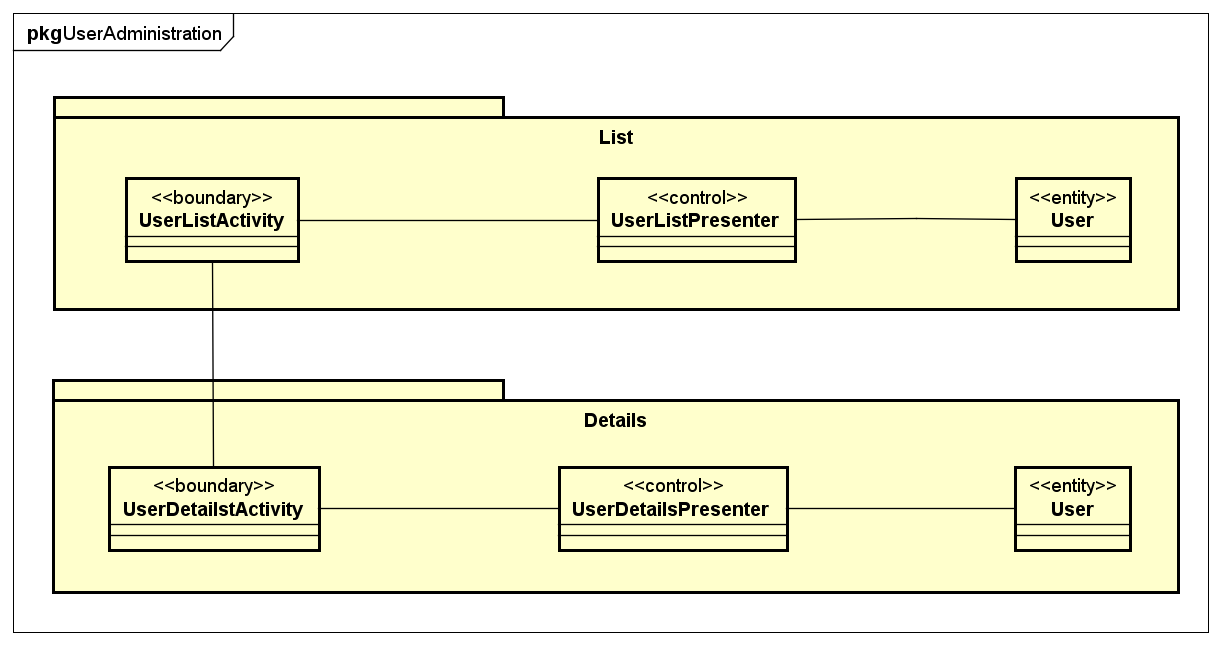 pkgUserAdministration
List
<<boundary>>
UserListActivity
<<control>>
UserListPresenter
<<entity>>
User
Details
<<boundary>>
UserDetailstActivity
<<control>>
UserDetailsPresenter
<<entity>>
User